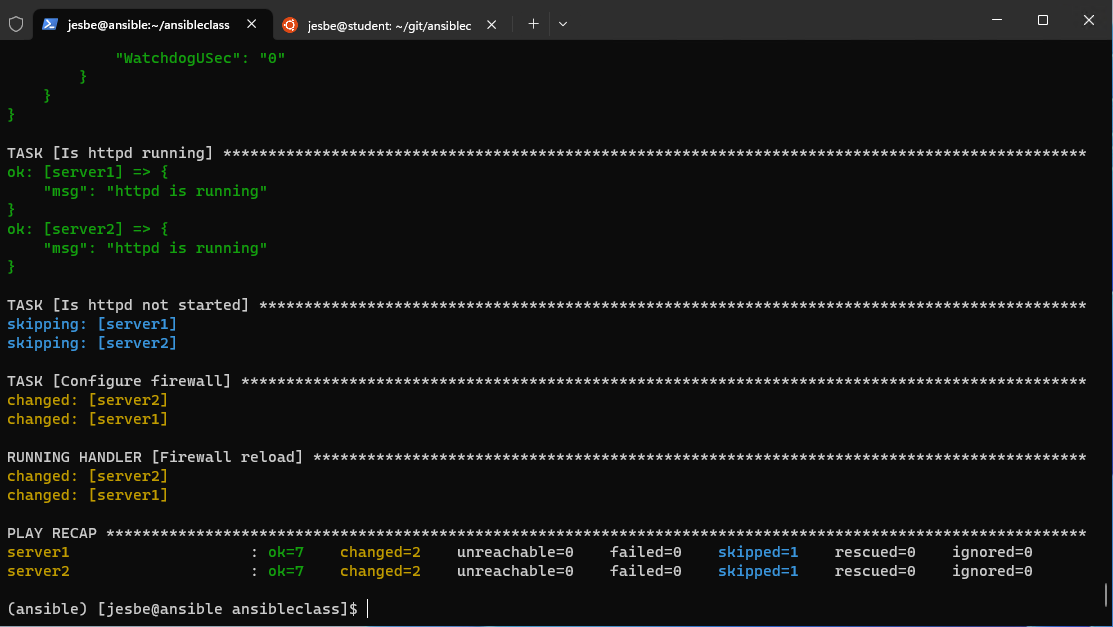 jesbe@ansible:~/ansibleclass
jesbe@student: ~/git/ansiblec
            "WatchdogUSec": "0"
        }
    }
}
TASK [Is httpd running] ************************************************************************************************
ok: [server1] => {
    "msg": "httpd is running"
}
ok: [server2] => {
    "msg": "httpd is running"
}
TASK [Is httpd not started] ********************************************************************************************
skipping: [server1]
skipping: [server2]
TASK [Configure firewall] **********************************************************************************************
changed: [server2]
changed: [server1]
RUNNING HANDLER [Firewall reload] **************************************************************************************
changed: [server2]
changed: [server1]
PLAY RECAP *************************************************************************************************************
server1                    : ok=7    changed=2    unreachable=0    failed=0    skipped=1    rescued=0    ignored=0
server2                    : ok=7    changed=2    unreachable=0    failed=0    skipped=1    rescued=0    ignored=0
(ansible) [jesbe@ansible ansibleclass]$